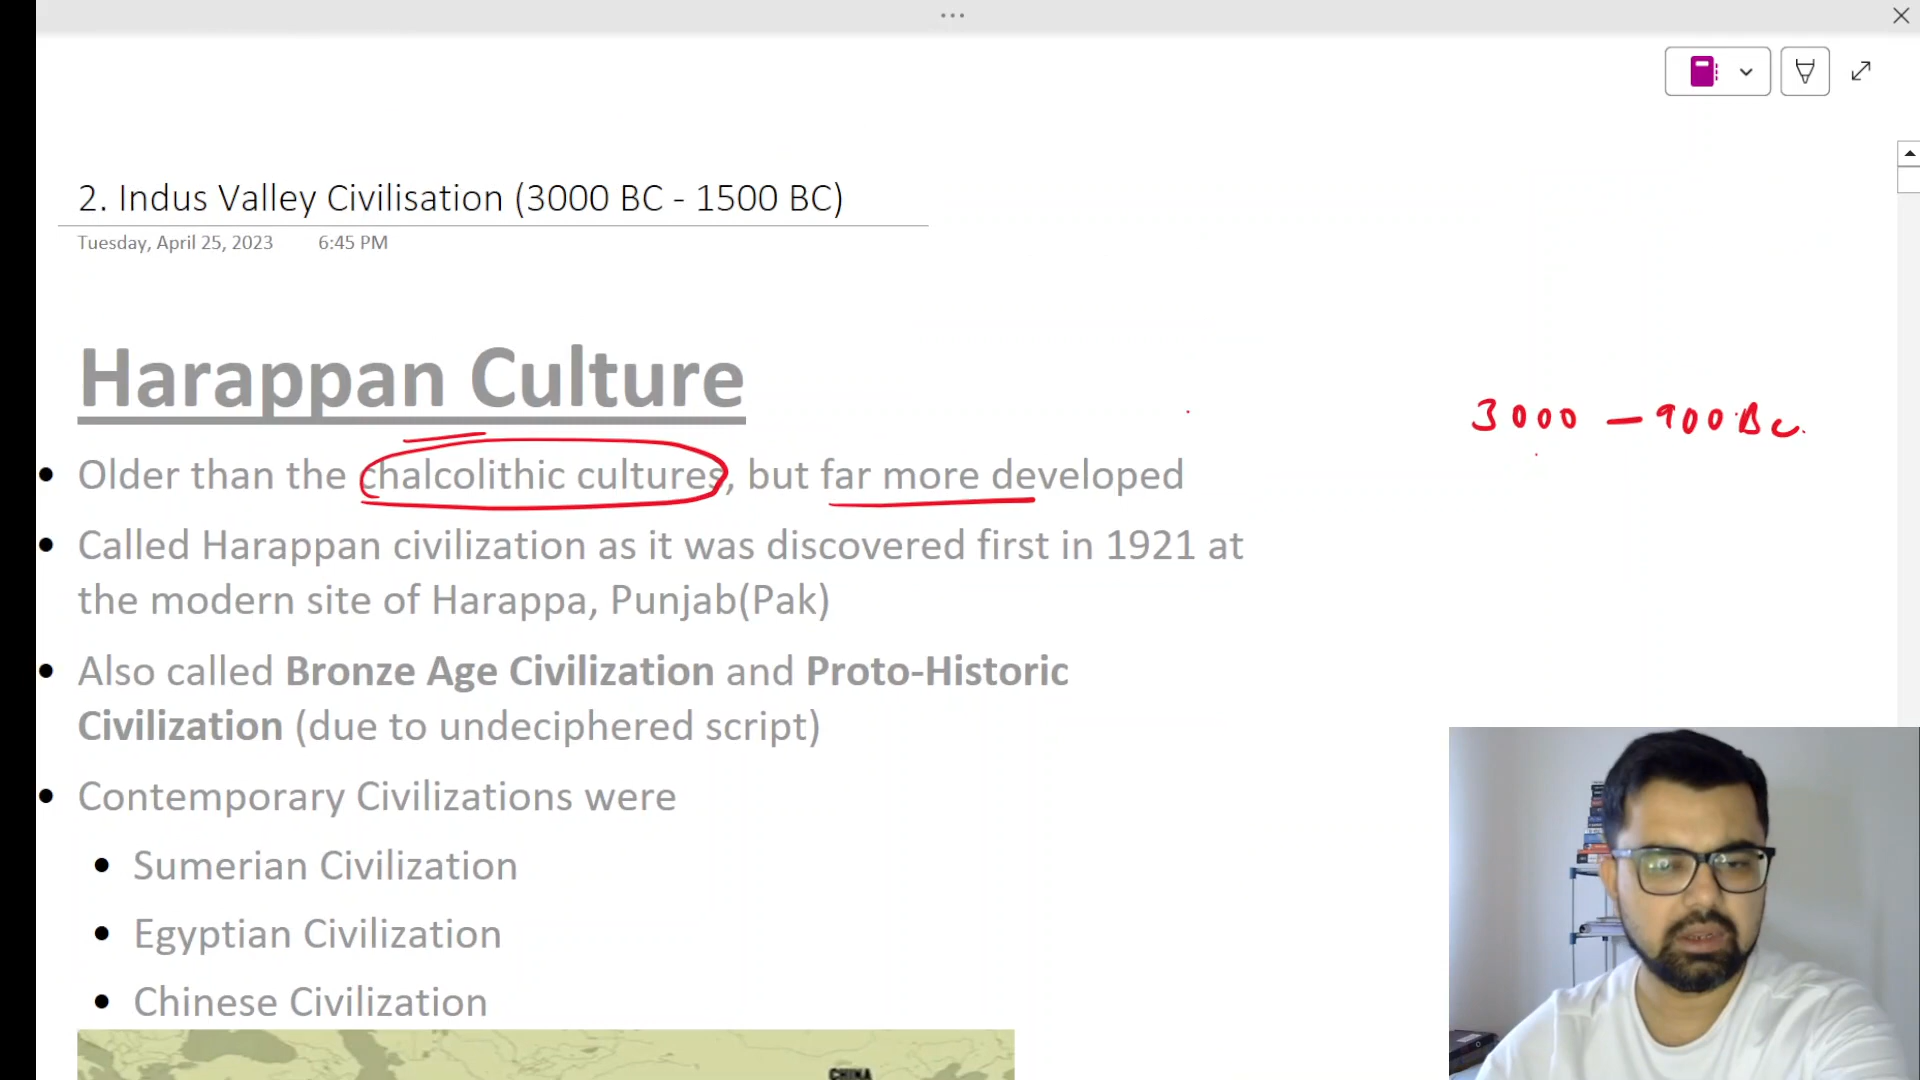 2. Indus Valley Civilisation (3000 BC - 1500 BC)
Tuesday, April 25, 2023 6:45 PM
Harappan Culture
3000 – 900 BC.
• Older than the chalcolithic cultures, but far more developed
• Called Harappan civilization as it was discovered first in 1921 at
the modern site of Harappa, Punjab(Pak)
• Also called Bronze Age Civilization and Proto-Historic
Civilization (due to undeciphered script)
• Contemporary Civilizations were
• Sumerian Civilization
• Egyptian Civilization
• Chinese Civilization
CHINA